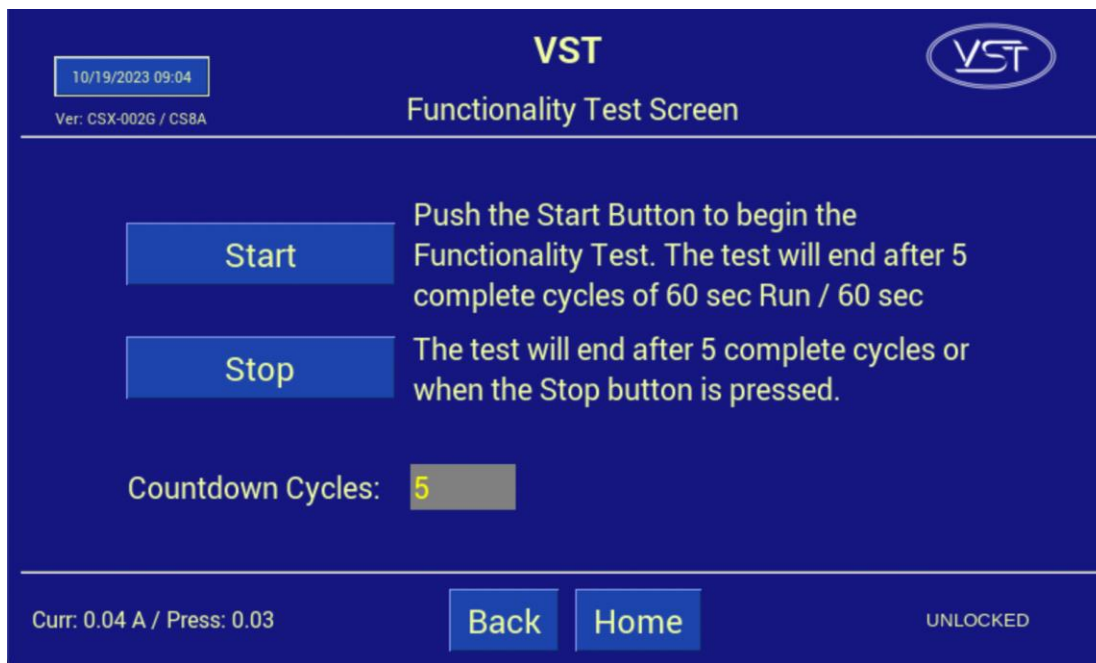 VST
VST
10/19/2023 09:04
Ver: CSX-002G / CS8A
Functionality Test Screen
Start
Push the Start Button to begin the
Functionality Test. The test will end after 5
complete cycles of 60 sec Run / 60 sec
Stop
The test will end after 5 complete cycles or
when the Stop button is pressed.
Countdown Cycles: 5
Curr: 0.04 A / Press: 0.03
Back
Home
UNLOCKED